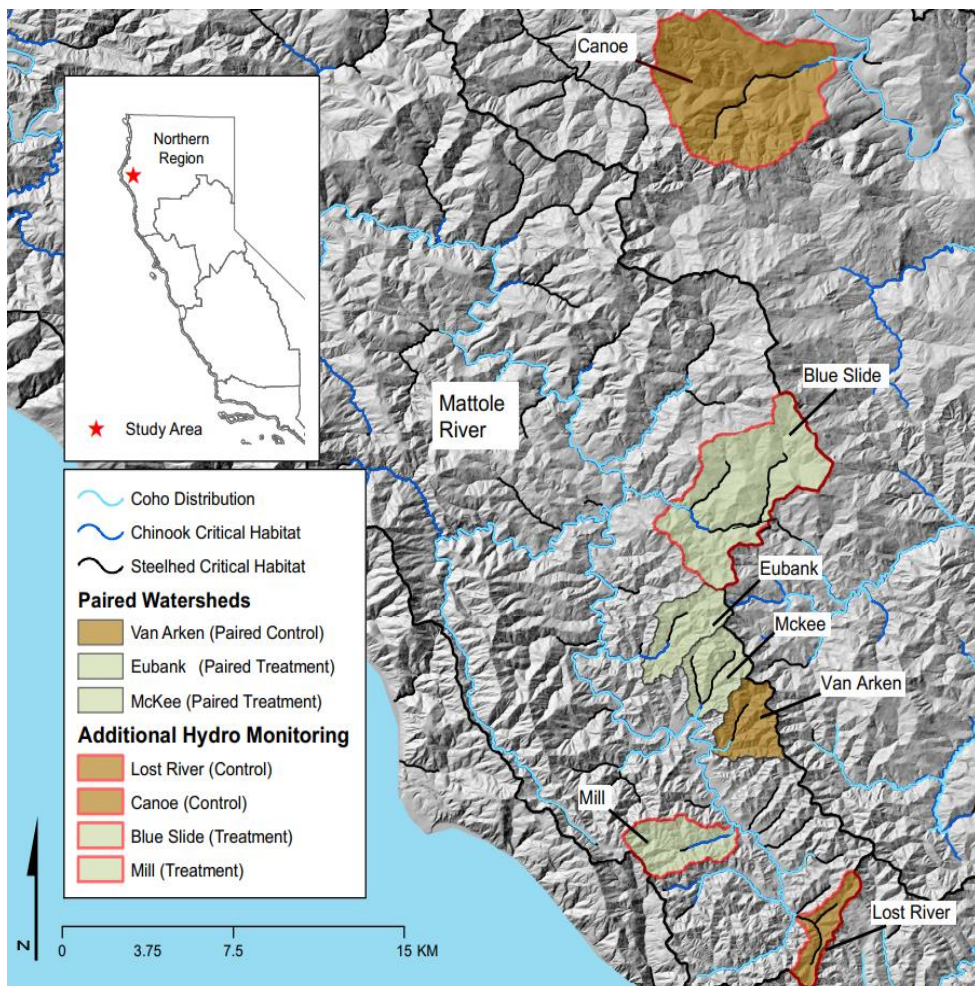 Canoe
Northern
Region
Study Area
Blue Slide
Mattole
River
Coho Distribution
Chinook Critical Habitat
Steelhed Critical Habitat
Eubank
Paired Watersheds
Mckee
Van Arken (Paired Control)
Eubank (Paired Treatment)
McKee (Paired Treatment)
Van Arken
Additional Hydro Monitoring
Lost River (Control)
Canoe (Control)
Blue Slide (Treatment)
Mill (Treatment)
Mill
Lost River
N
0 3.75 7.5 15 KM